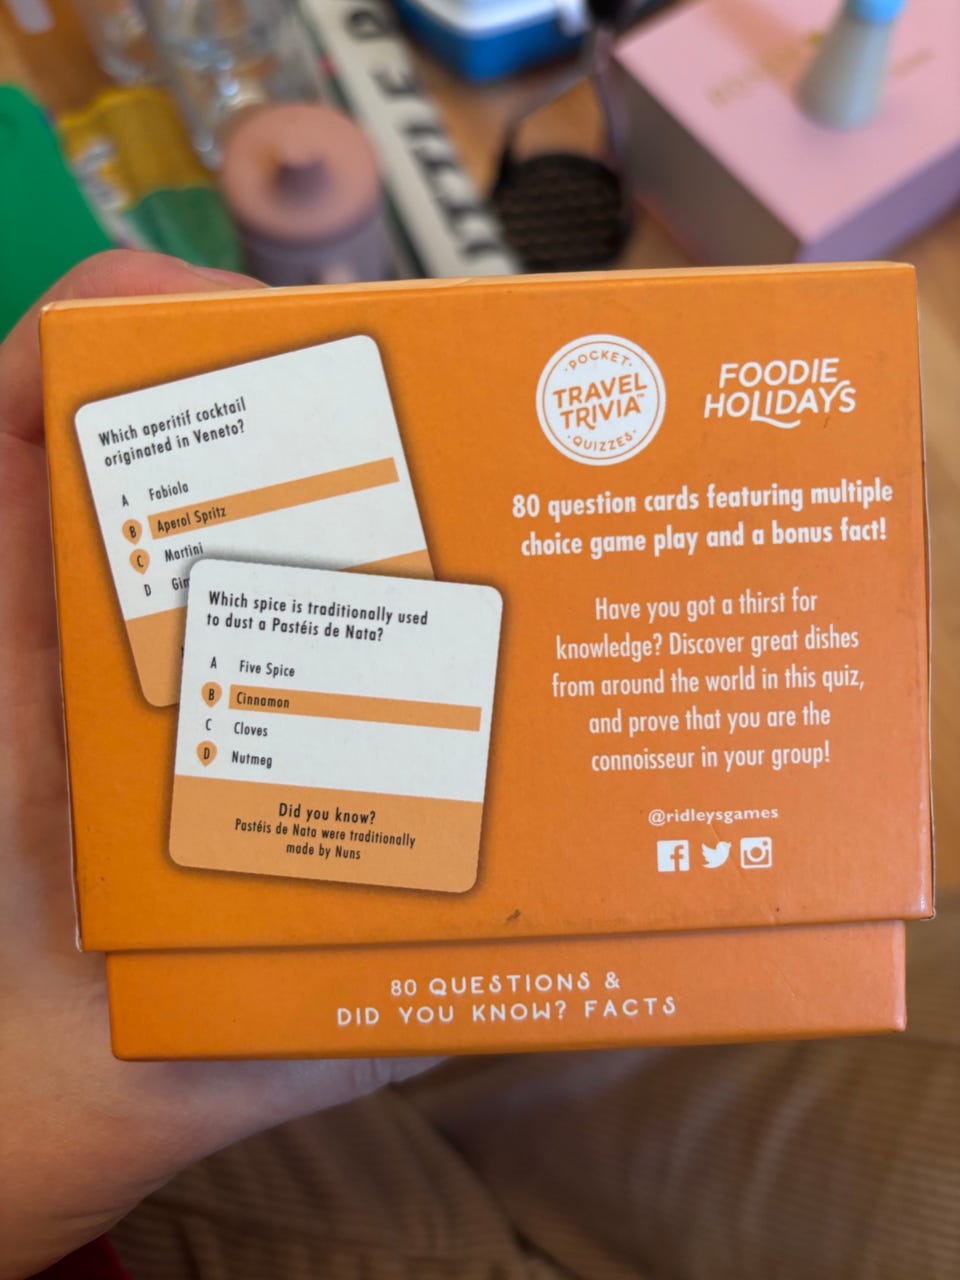 Which aperitif cocktail
originated in Veneto?
A Fabiola
B Aperol Spritz
C Martini
D
Which spice is traditionally used
to dust a Pastéis de Nata?
A Five Spice
B Cinnamon
C Cloves
D Nutmeg
Did you know?
Pastéis de Nata were traditionally
made by Nuns
·POCKET·
TRAVEL
TRIVIA™
·QUIZZES·
FOODIE
HOLIDAYS
80 question cards featuring multiple
choice game play and a bonus fact!
Have you got a thirst for
knowledge? Discover great dishes
from around the world in this quiz,
and prove that you are the
connoisseur in your group!
@ridleysgames
80 QUESTIONS &
DID YOU KNOW? FACTS